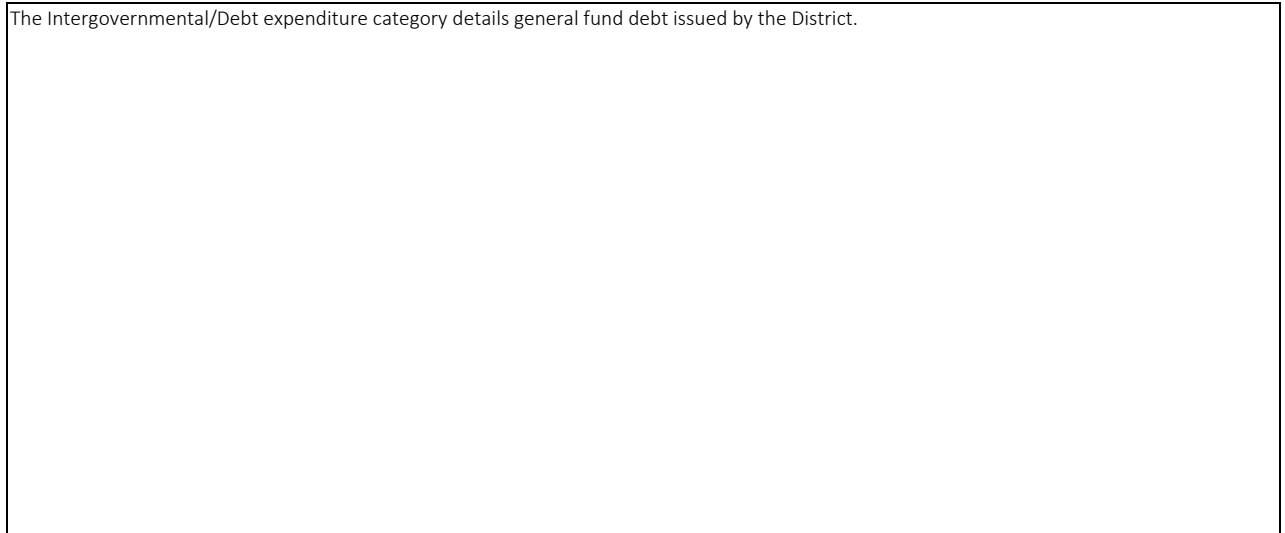 The Intergovernmental/Debt expenditure category details general fund debt issued by the District.